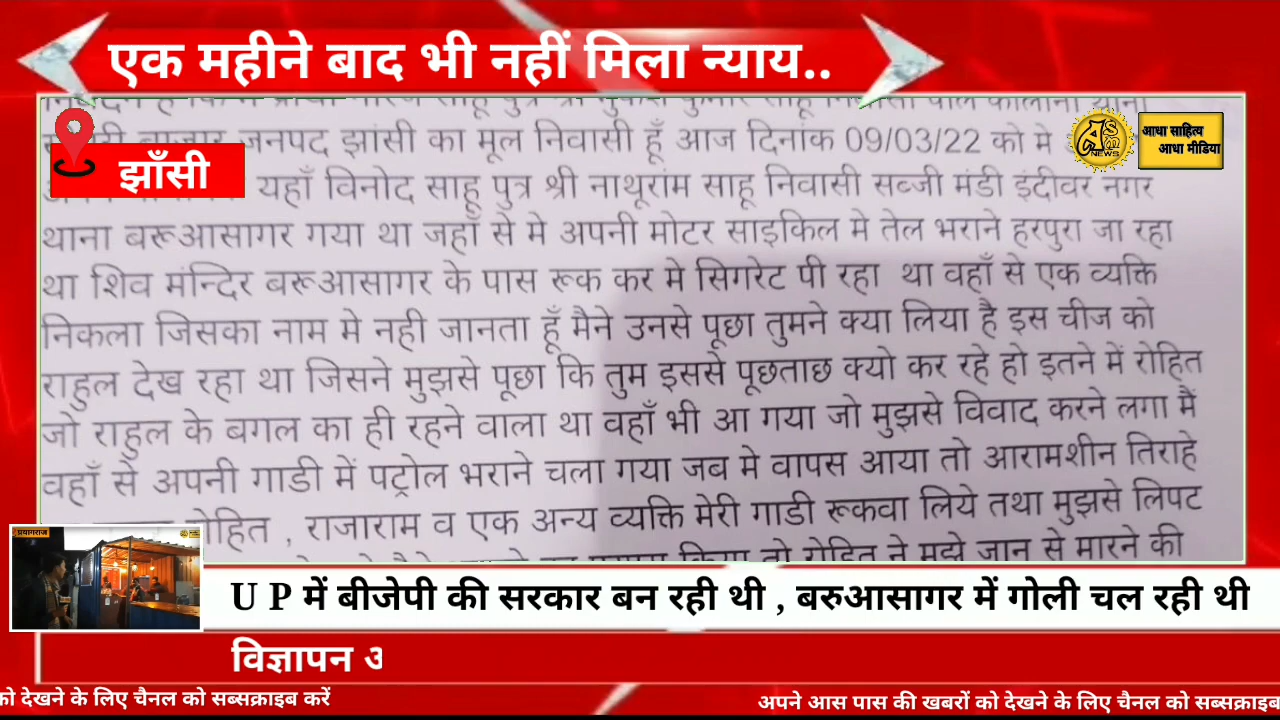 एक महीने बाद भी नहीं मिला न्याय..
जनपद झांसी का मूल निवासी हूँ आज दिनांक 09/03/22 को मे
झाँसी
आधा साहित्य
आधा मीडिया
NEWS
यहाँ विनोद साहू पुत्र श्री नाथूराम साहू निवासी सब्जी मंडी इंदीवर नगर
थाना बरूआसागर गया था जहाँ से मे अपनी मोटर साइकिल मे तेल भराने हरपुरा जा रहा
था शिव मंन्दिर बरूआसागर के पास रूक कर मे सिगरेट पी रहा था वहाँ से एक व्यक्ति
निकला जिसका नाम मे नही जानता हूँ मैने उनसे पूछा तुमने क्या लिया है इस चीज को
राहुल देख रहा था जिसने मुझसे पूछा कि तुम इससे पूछताछ क्यो कर रहे हो इतने में रोहित
जो राहुल के बगल का ही रहने वाला था वहाँ भी आ गया जो मुझसे विवाद करने लगा मैं
वहाँ से अपनी गाडी में पट्रोल भराने चला गया जब मे वापस आया तो आरामशीन तिराहे
रोहित , राजाराम व एक अन्य व्यक्ति मेरी गाडी रूकवा लिये तथा मुझसे लिपट
तो रोहित ने मुझे जान से मारने की
प्रयागराज
U P में बीजेपी की सरकार बन रही थी , बरुआसागर में गोली चल रही थी
विज्ञापन
को देखने के लिए चैनल को सब्सक्राइब करें
अपने आस पास की खबरों को देखने के लिए चैनल को सब्सक्राइब